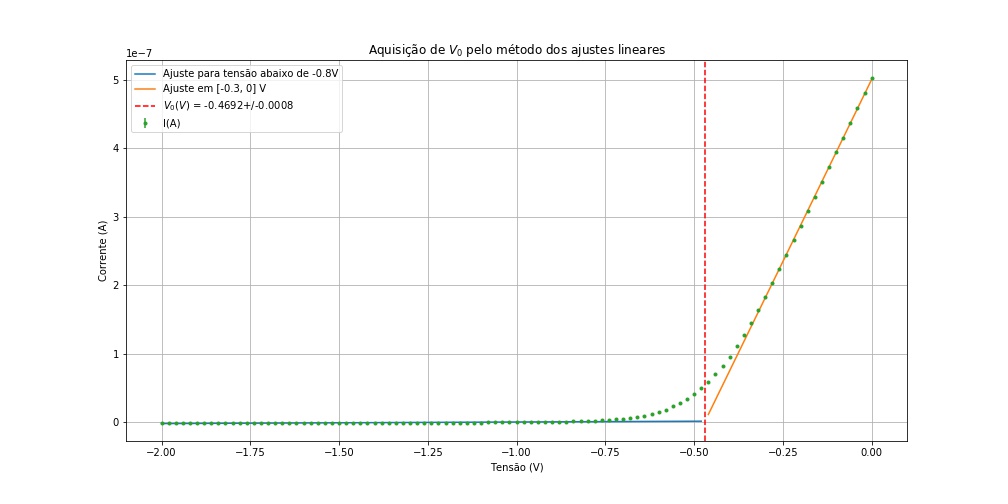 Aquisição de V₀ pelo método dos ajustes lineares
1e−7
Ajuste para tensão abaixo de -0.8V
Ajuste em [-0.3, 0] V
V₀(V) = -0.4692+/-0.0008
I(A)
5
4
3
2
1
0
Corrente (A)
−2.00 −1.75 −1.50 −1.25 −1.00 −0.75 −0.50 −0.25 0.00
Tensão (V)